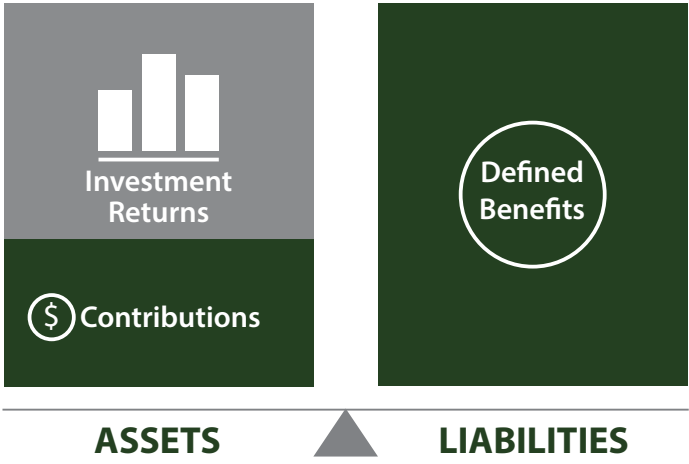 Investment
Returns
$ Contributions
Defined
Benefits
ASSETS
LIABILITIES